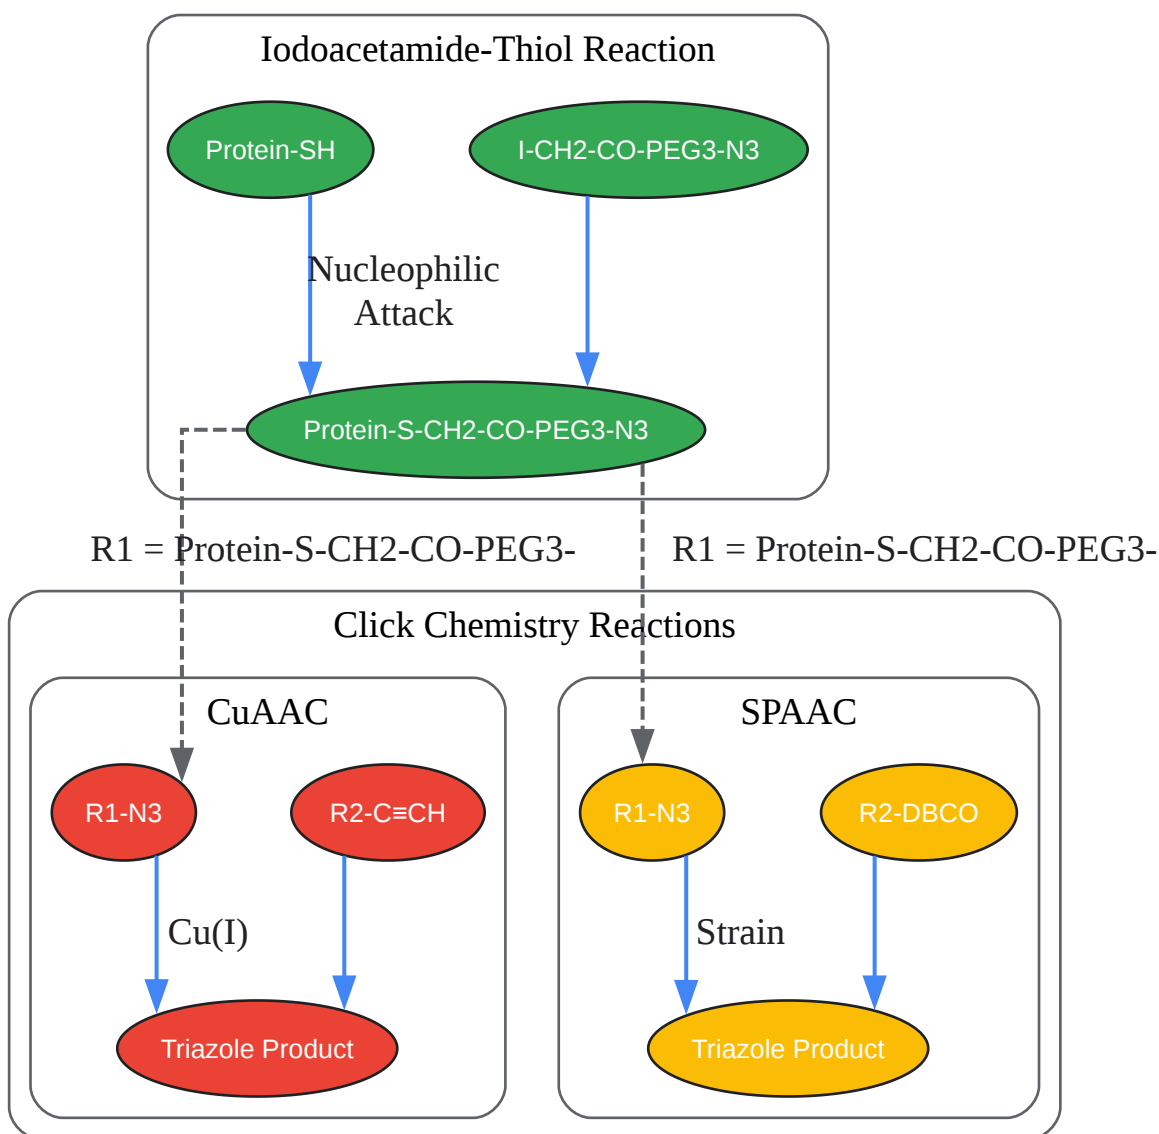 Iodoacetamide-Thiol Reaction
Protein-SH
I-CH2-CO-PEG3-N3
Nucleophilic
Attack
Protein-S-CH2-CO-PEG3-N3
R1 = Protein-S-CH2-CO-PEG3-
R1 = Protein-S-CH2-CO-PEG3-
Click Chemistry Reactions
CuAAC
SPAAC
R1-N3
R2-C≡CH
R1-N3
R2-DBCO
Cu(I)
Strain
Triazole Product
Triazole Product